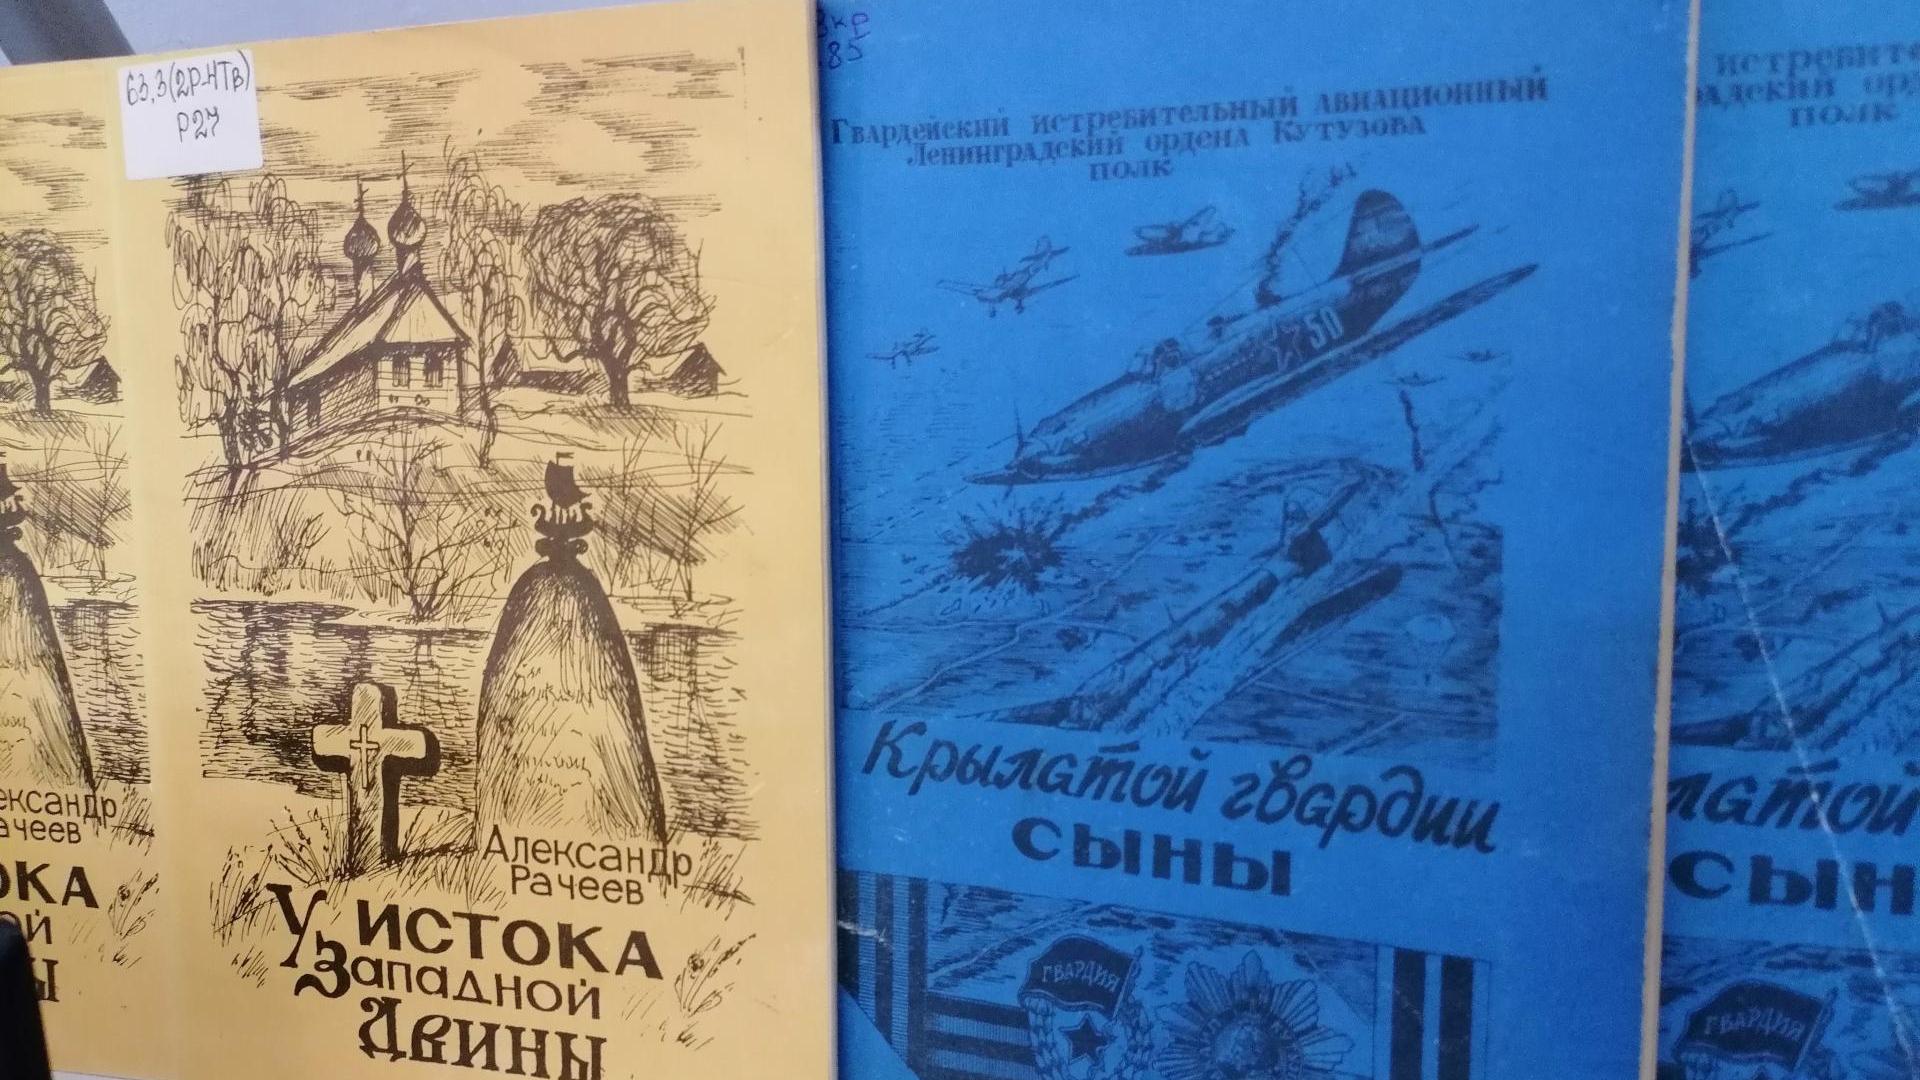 63.3(2Р-4Тв)
Р27
Александр
Рачеев
У ИСТОКА
Западной
Двины
Гвардейский истребительный авиационный
Ленинградский ордена Кутузова
полк
50
Крылатой гвардии
сыны
ГВАРДИЯ
полк
ГВАРДИЯ